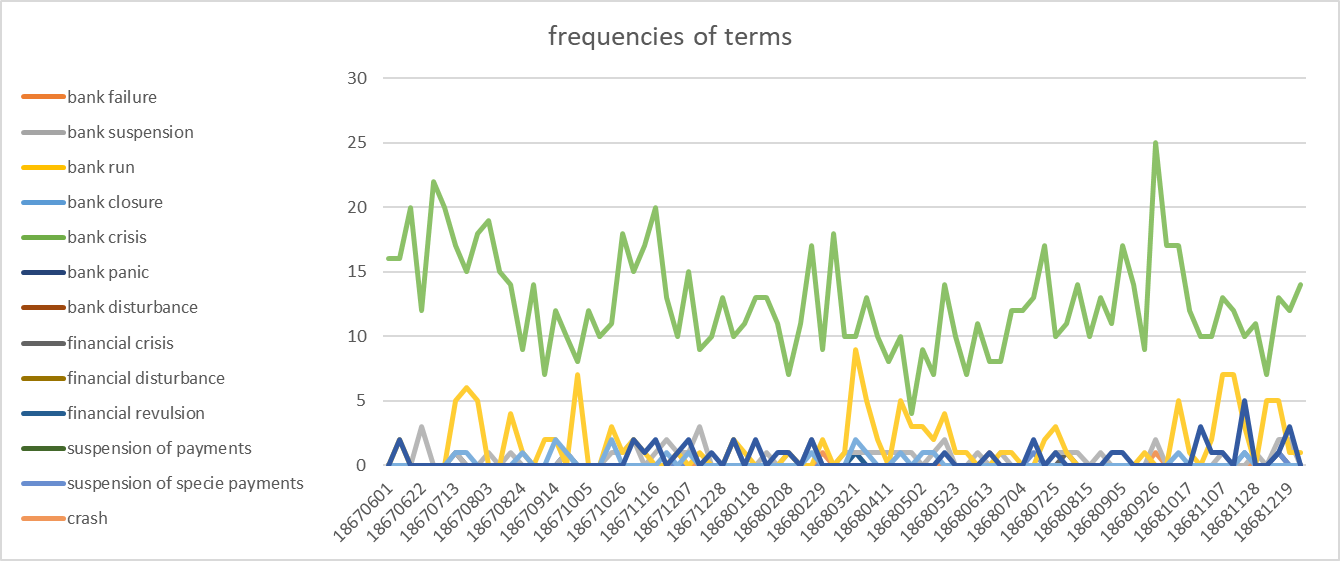 frequencies of terms
bank failure
bank suspension
bank run
bank closure
bank crisis
bank panic
bank disturbance
financial crisis
financial disturbance
financial revulsion
suspension of payments
suspension of specie payments
crash
30
25
20
15
10
5
0
18670601
18670622
18670713
18670803
18670824
18670914
18671005
18671026
18671116
18671207
18671228
18680118
18680208
18680229
18680321
18680411
18680502
18680523
18680613
18680704
18680725
18680815
18680905
18680926
18681017
18681107
18681128
18681219